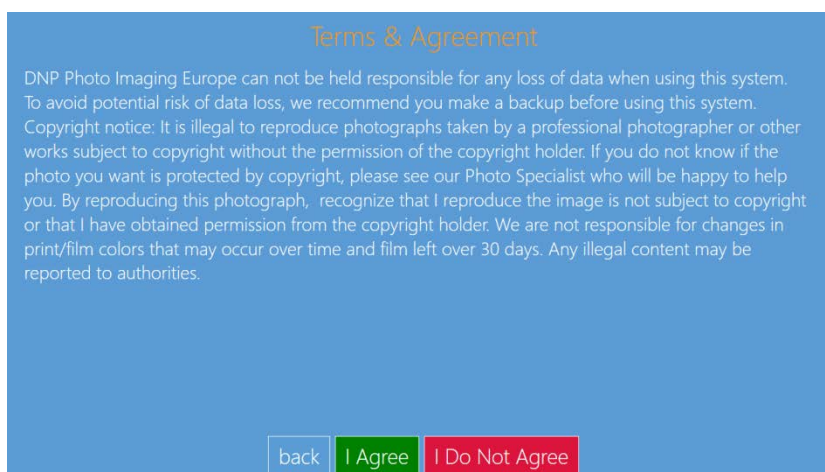 Terms & Agreement
DNP Photo Imaging Europe can not be held responsible for any loss of data when using this system.
To avoid potential risk of data loss, we recommend you make a backup before using this system.
Copyright notice: It is illegal to reproduce photographs taken by a professional photographer or other
works subject to copyright without the permission of the copyright holder. If you do not know if the
photo you want is protected by copyright, please see our Photo Specialist who will be happy to help
you. By reproducing this photograph,  recognize that I reproduce the image is not subject to copyright
or that I have obtained permission from the copyright holder. We are not responsible for changes in
print/film colors that may occur over time and film left over 30 days. Any illegal content may be
reported to authorities.
back I Agree I Do Not Agree